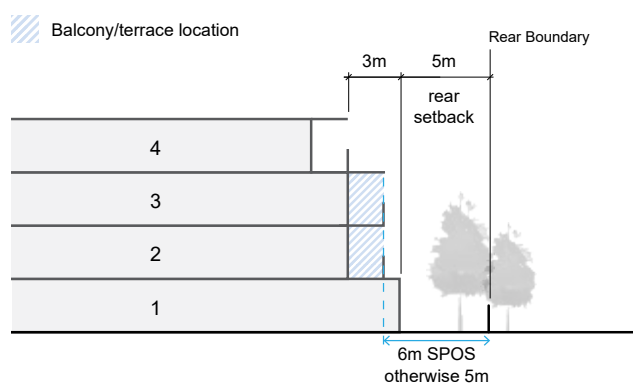 Balcony/terrace location
Rear Boundary
3m
5m
rear
setback
4
3
2
1
6m SPOS
otherwise 5m